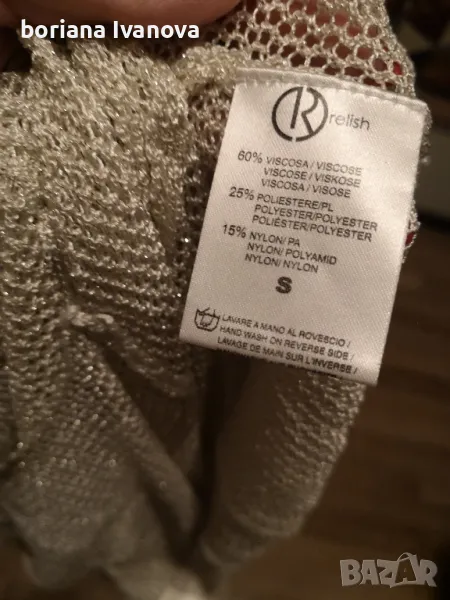 boriana Ivanova
relish
60% VISCOSA/VISCOSE
VISCOSE/VISKOSE
VISCOSA/VISOSE
25% POLIESTERE/PL
POLYESTER/POLYESTER
POLIÉSTER/POLYESTER
15% NYLON/PA
NYLON/POLYAMID
NYLON/NYLON
S
LAVARE A MANO AL ROVESCIO/
HAND WASH ON REVERSE SIDE/
LAVAGE DE MAIN SUR L'INVERSE/
BAZAR